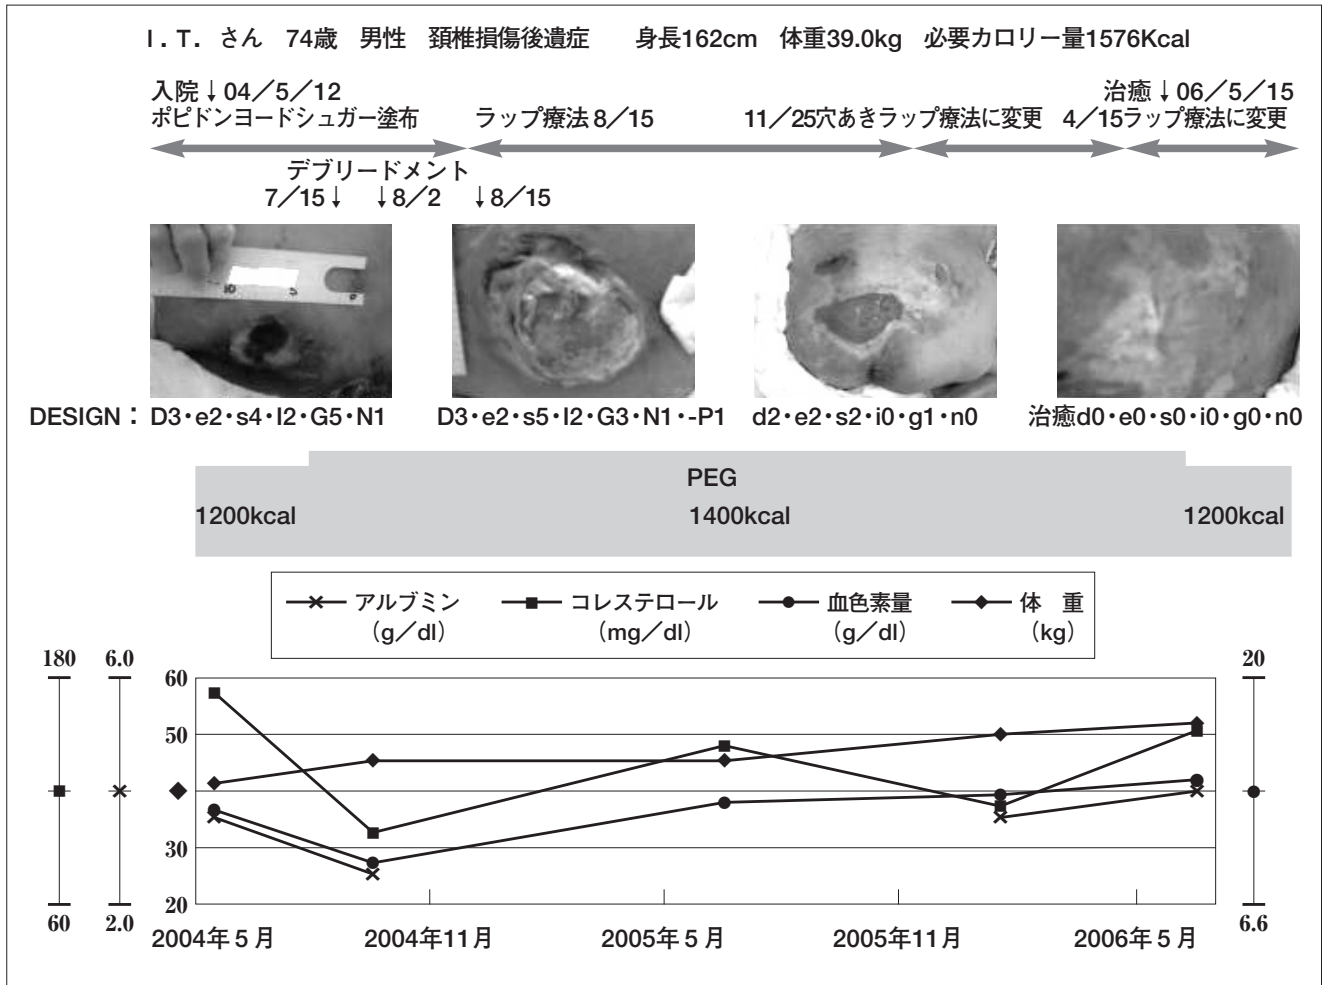 I．T． さん　74歳　男性　頚椎損傷後遺症　　身長162cm　体重39.0kg　必要カロリー量1576Kcal
入院↓04／5／12
治癒↓06／5／15
ポピドンヨードシュガー塗布
ラップ療法8／15
11／25穴あきラップ療法に変更
4／15ラップ療法に変更
デブリードメント
7／15↓
↓8／2
↓8／15
DESIGN：
D3・e2・s4・I2・G5・N1
D3・e2・s5・I2・G3・N1・-P1
d2・e2・s2・i0・g1・n0
治癒d0・e0・s0・i0・g0・n0
PEG
1200kcal
1400kcal
1200kcal
アルブミン
（g／dl）
コレステロール
（mg／dl）
血色素量
（g／dl）
体　重
（kg）
180
60
6.0
2.0
60
50
30
20
20
6.6
2004年5月
2004年11月
2005年5月
2005年11月
2006年5月